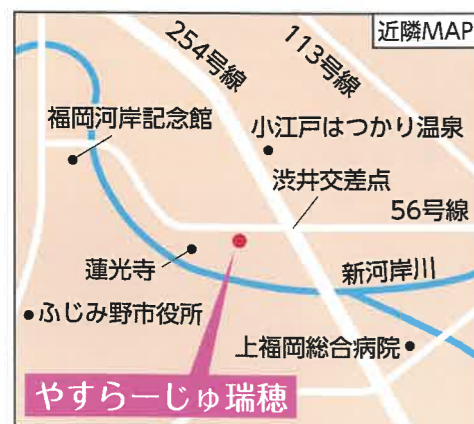 近隣MAP
254号線
113号線
福岡河岸記念館
小江戸はつかり温泉
渋井交差点
56号線
蓮光寺
新河岸川
ふじみ野市役所
上福岡総合病院
やすらーじゅ瑞穂